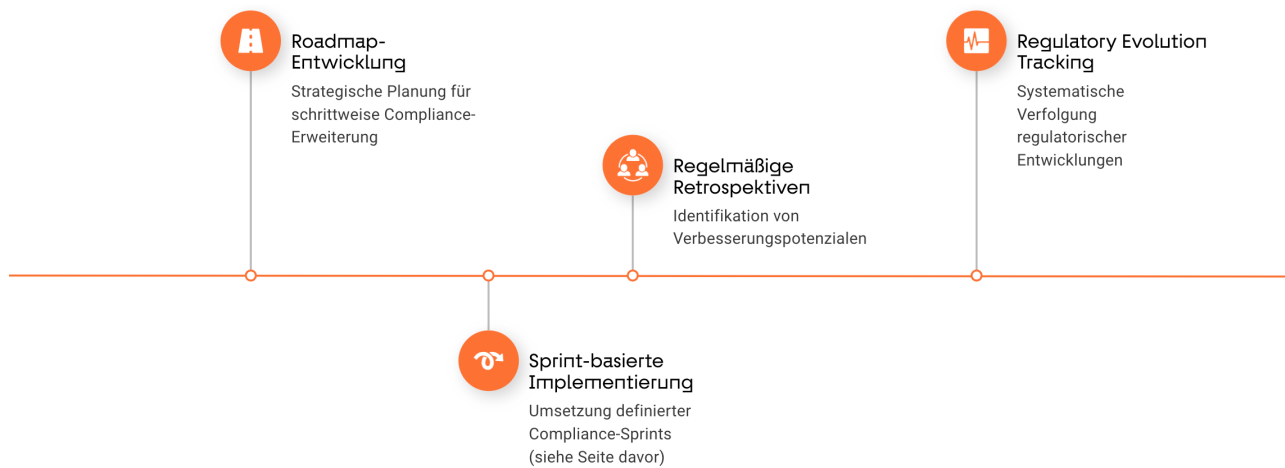 Roadmap-
Entwicklung
Strategische Planung für
schrittweise Compliance-
Erweiterung
Sprint-basierte
Implementierung
Umsetzung definierter
Compliance-Sprints
(siehe Seite davor)
Regelmäßige
Retrospektiven
Identifikation von
Verbesserungspotenzialen
Regulatory Evolution
Tracking
Systematische
Verfolgung
regulatorischer
Entwicklungen